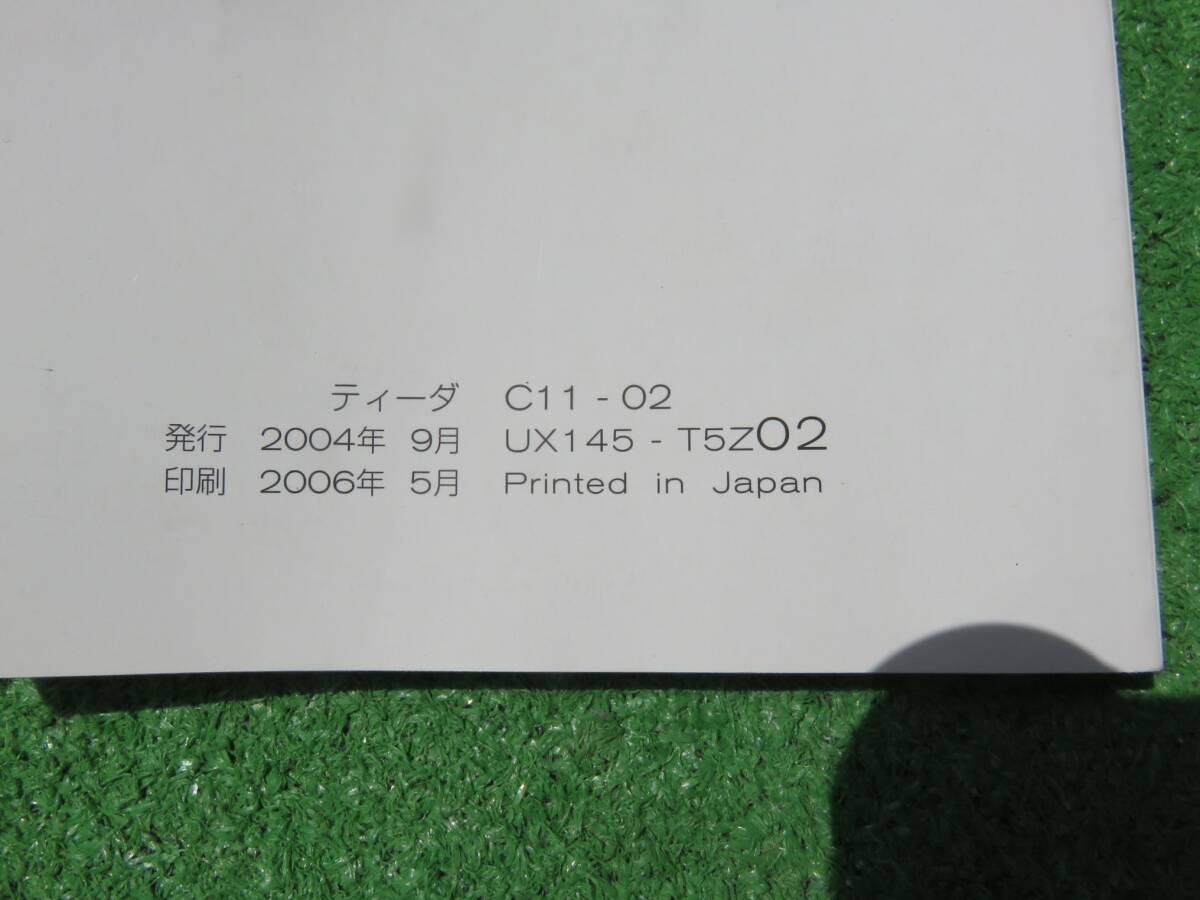 ティーダ C11 - 02
発行 2004年 9月 UX145 - T5Z02
印刷 2006年 5月 Printed in Japan